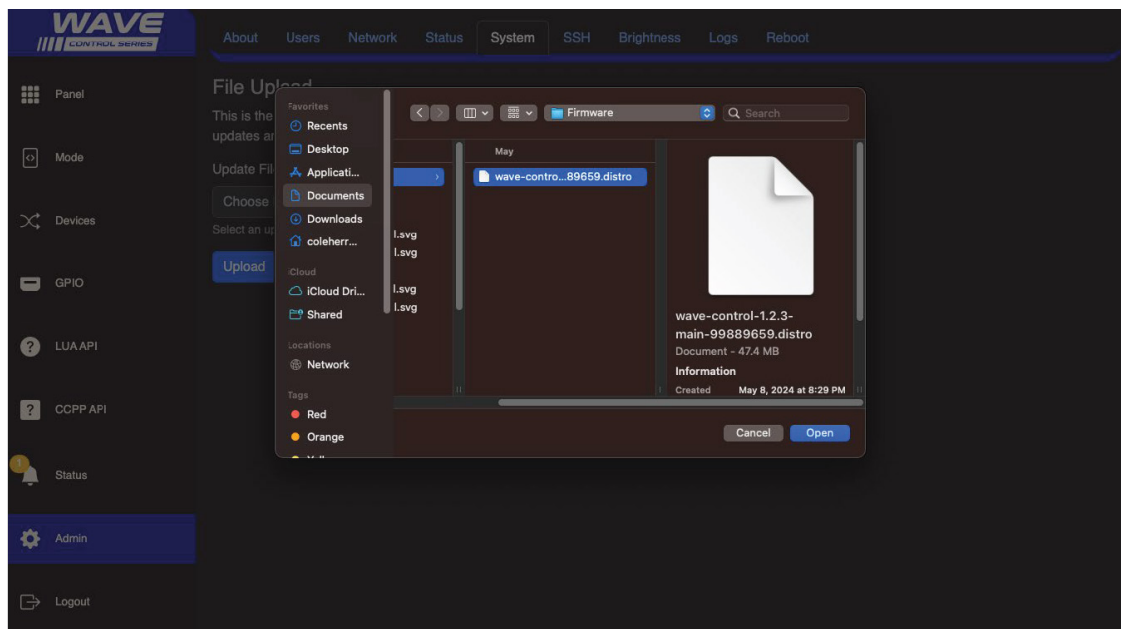 WAVE
CONTROL SERIES
About Users Network Status System SSH Brightness Logs Reboot
Panel
Mode
Devices
GPIO
LUA API
CCPP API
1
Status
Admin
Logout
File Upload
This is the
updates an
Update Fil
Choose
Select an up
Upload
Favorites
Recents
Desktop
Applicati...
Documents
Downloads
coleherr...
iCloud
iCloud Dri...
Shared
Locations
Network
Tags
Red
Orange
Firmware
Search
l.svg
l.svg
l.svg
l.svg
May
wave-contro...89659.distro
wave-control-1.2.3-
main-99889659.distro
Document - 47.4 MB
Information
Created May 8, 2024 at 8:29 PM
Cancel Open